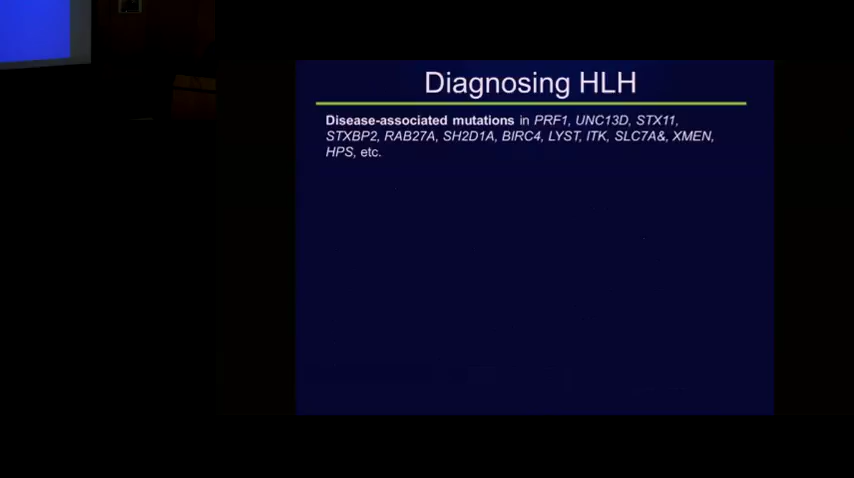 Diagnosing HLH
Disease-associated mutations in PRF1, UNC13D, STX11,
STXBP2, RAB27A, SH2D1A, BIRC4, LYST, ITK, SLC7A&, XMEN,
HPS, etc.